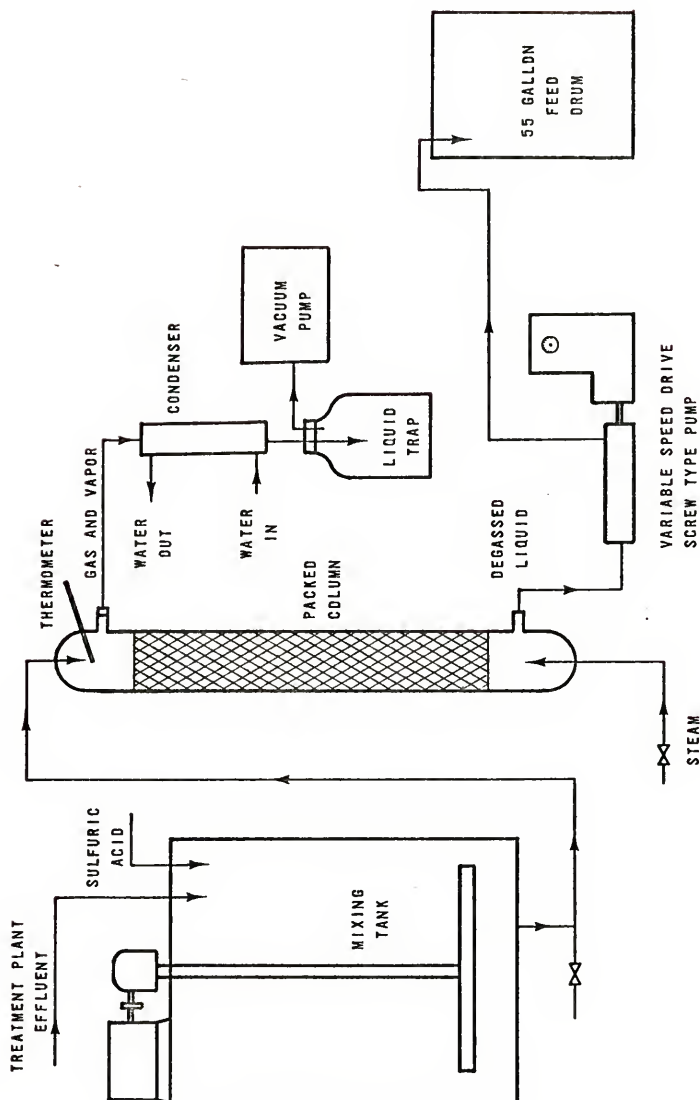 TREATMENT PLANT
EFFLUENT
SULFURIC
ACID
MIXING
TANK
THERMOMETER
GAS AND VAPOR
WATER
OUT
CONDENSER
WATER
IN
VACUUM
PUMP
LIQUID
TRAP
PACKED
COLUMN
DEGASSED
LIQUID
STEAM
VARIABLE SPEED DRIVE
SCREW TYPE PUMP
55 GALLDN
FEED
DRUM